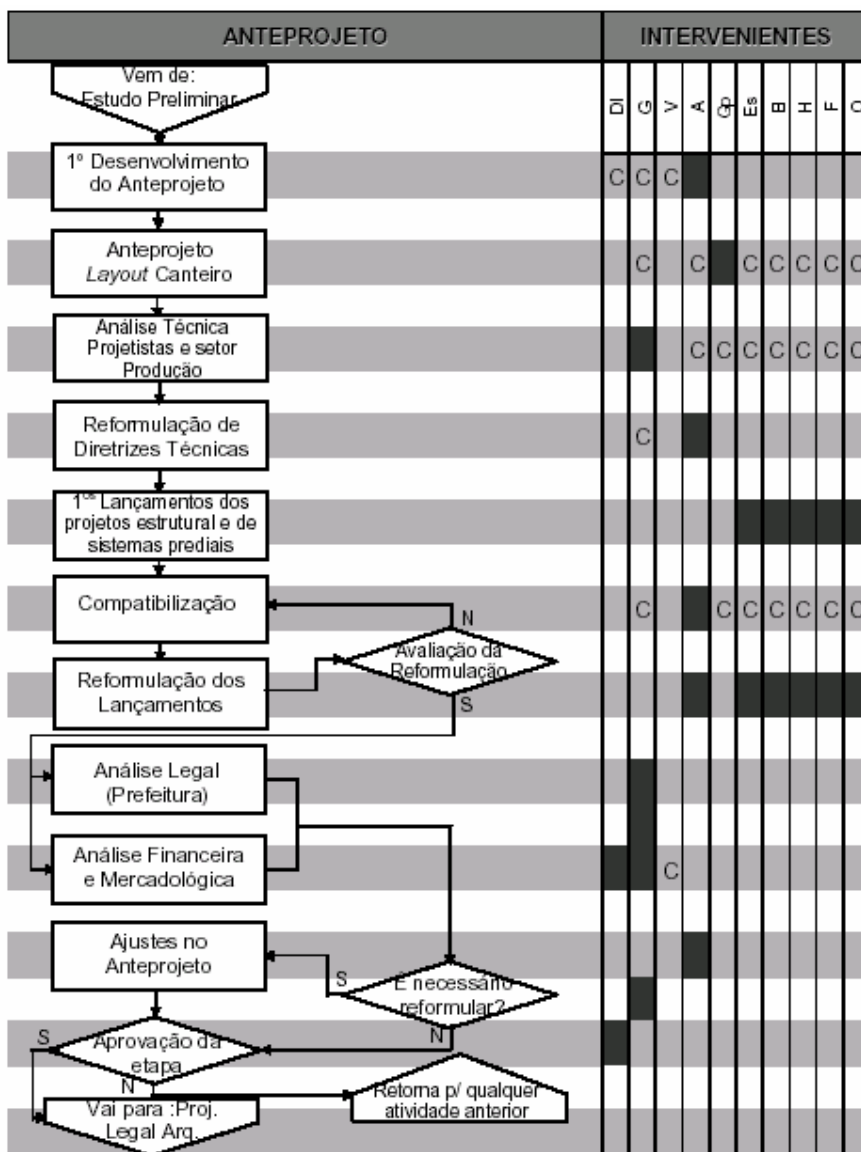 ANTEPROJETO
INTERVENIENTES
Vem de:
Estudo Preliminar
DI G V A Cp Es B H F O
1º Desenvolvimento
do Anteprojeto
C C C
Anteprojeto
Layout Canteiro
C C C C C C C
Análise Técnica
Projetistas e setor
Produção
C C C C C C C
Reformulação de
Diretrizes Técnicas
C
1ºs Lançamentos dos
projetos estrutural e de
sistemas prediais
Compatibilização
C C C C C C C
N
Avaliação da
Reformulação
Reformulação dos
Lançamentos
S
Análise Legal
(Prefeitura)
Análise Financeira
e Mercadológica
C
Ajustes no
Anteprojeto
S
É necessário
reformular?
N
S
Aprovação da
etapa
N
Retorna p/ qualquer
atividade anterior
Vai para :Proj.
Legal Arq.